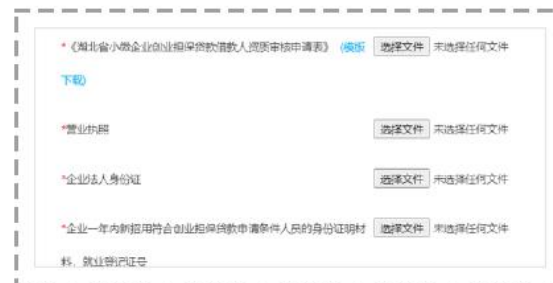 *《湖北省小微企业创业担保贷款借款人资质审核申请表》 (模板 选择文件 未选择任何文件
下载)
*营业执照 选择文件 未选择任何文件
*企业法人身份证 选择文件 未选择任何文件
*企业一年内新招用符合创业担保贷款申请条件人员的身份证明材 选择文件 未选择任何文件
料、就业登记证号